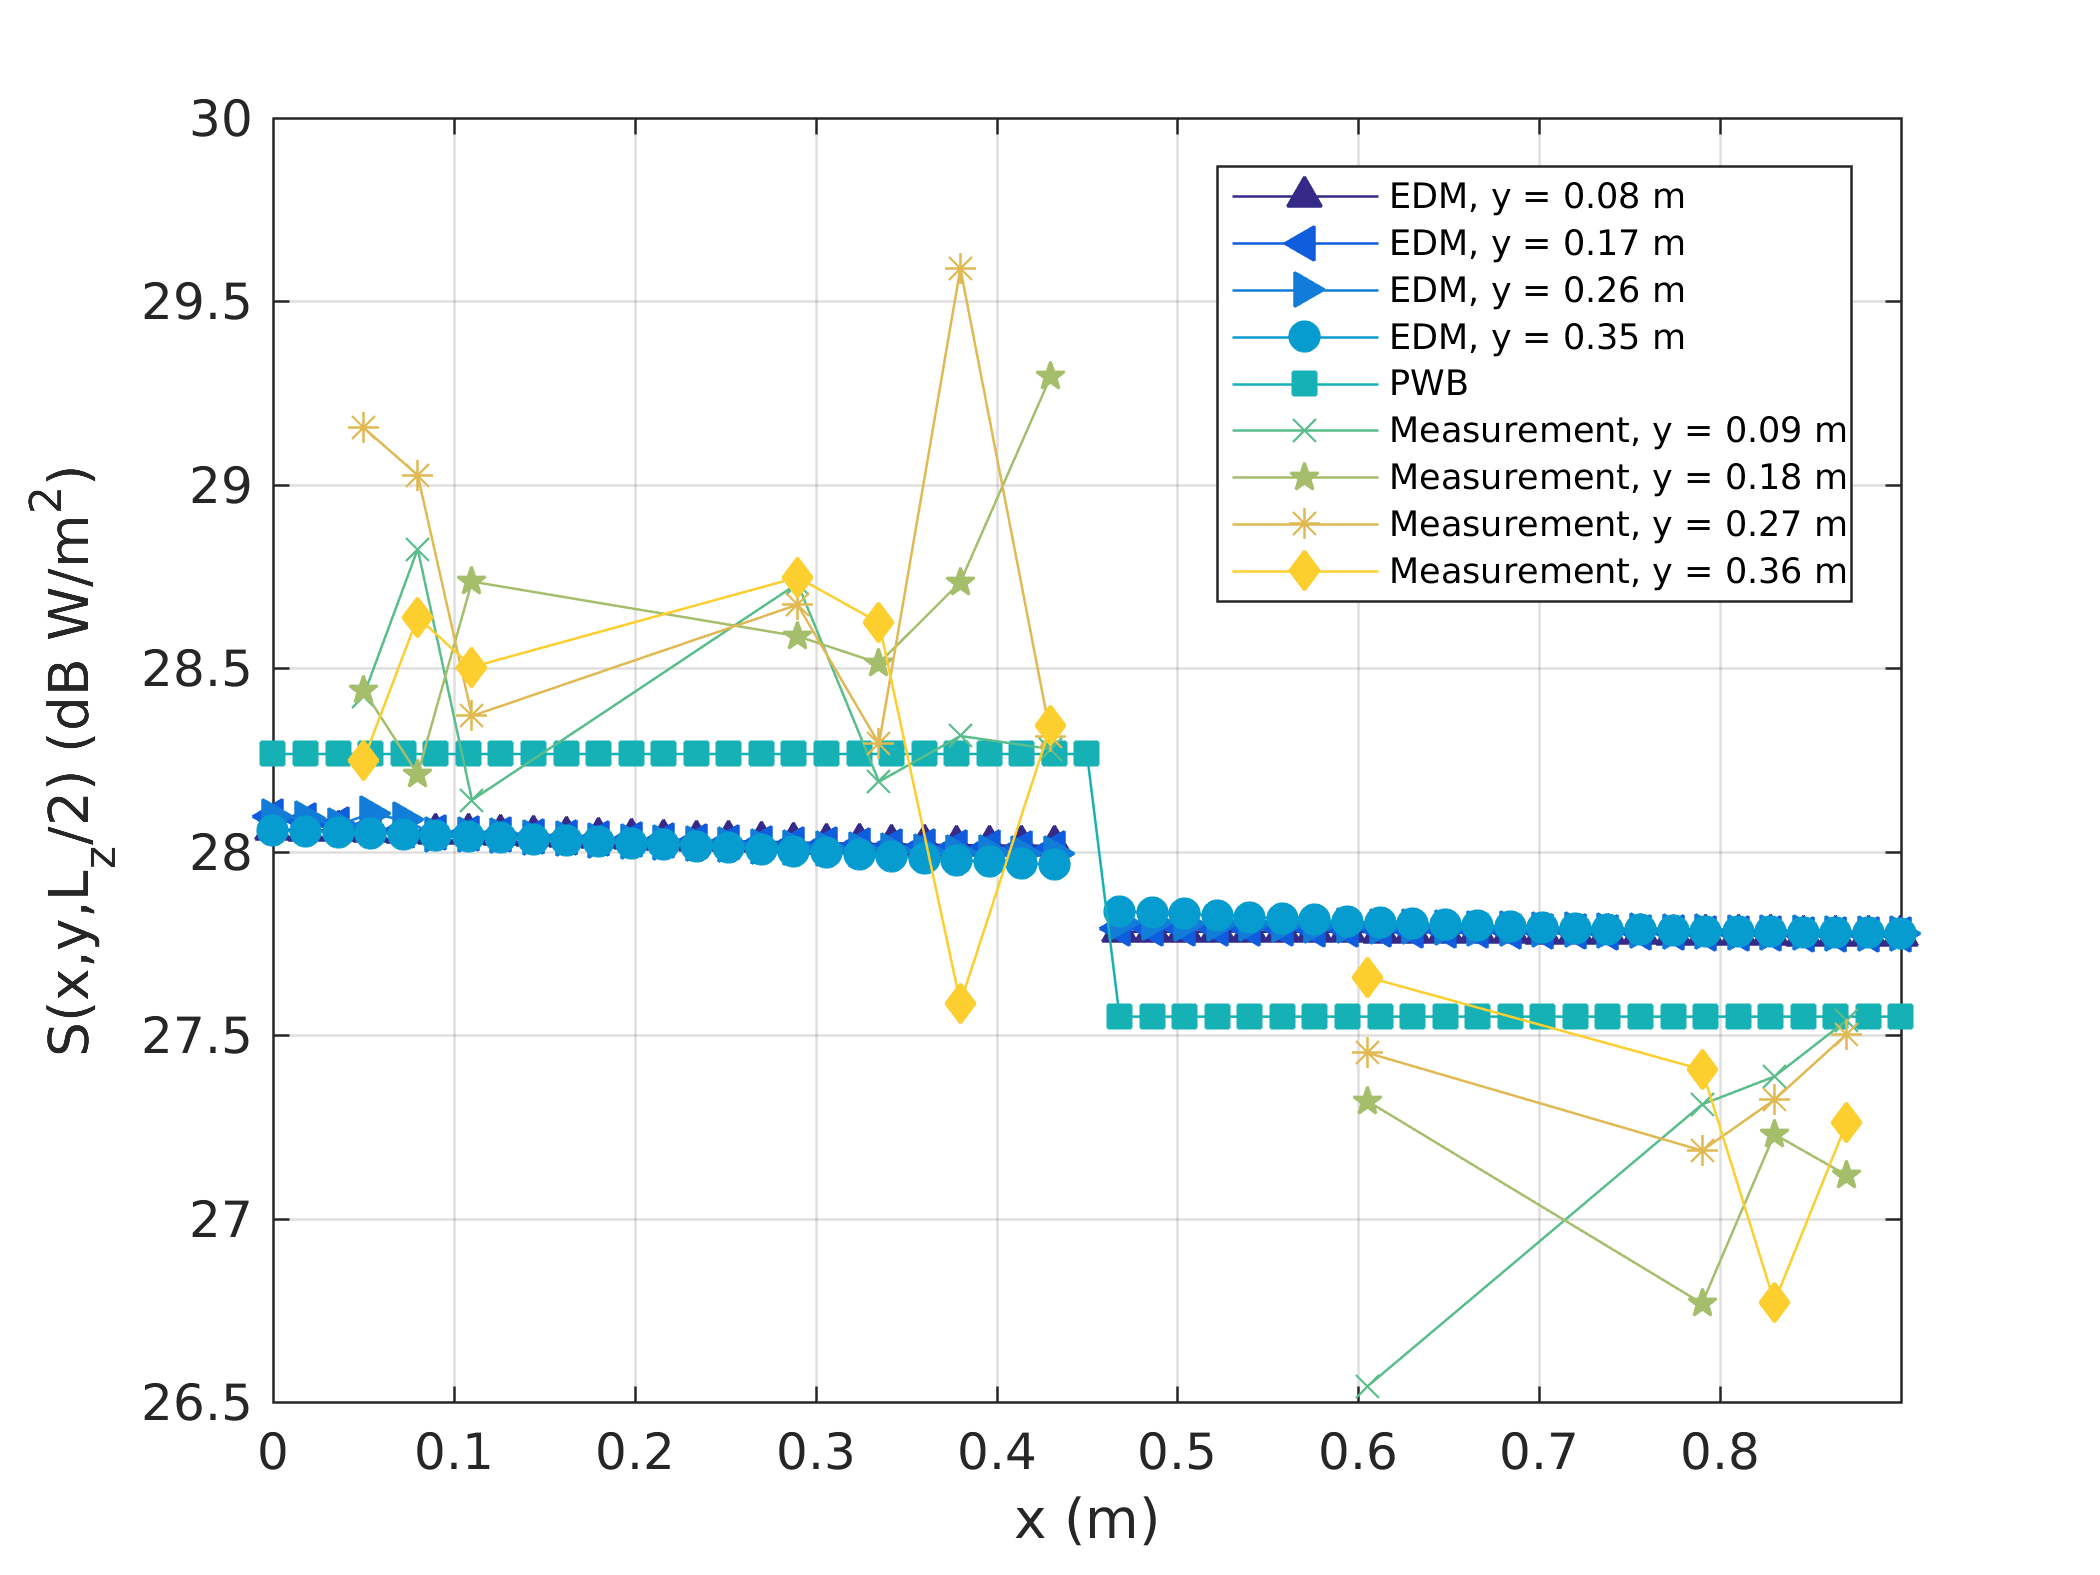 30
29.5
29
28.5
28
27.5
27
26.5
S(x,y,L_z/2) (dB W/m²)
EDM, y = 0.08 m
EDM, y = 0.17 m
EDM, y = 0.26 m
EDM, y = 0.35 m
PWB
Measurement, y = 0.09 m
Measurement, y = 0.18 m
Measurement, y = 0.27 m
Measurement, y = 0.36 m
0 0.1 0.2 0.3 0.4 0.5 0.6 0.7 0.8
x (m)